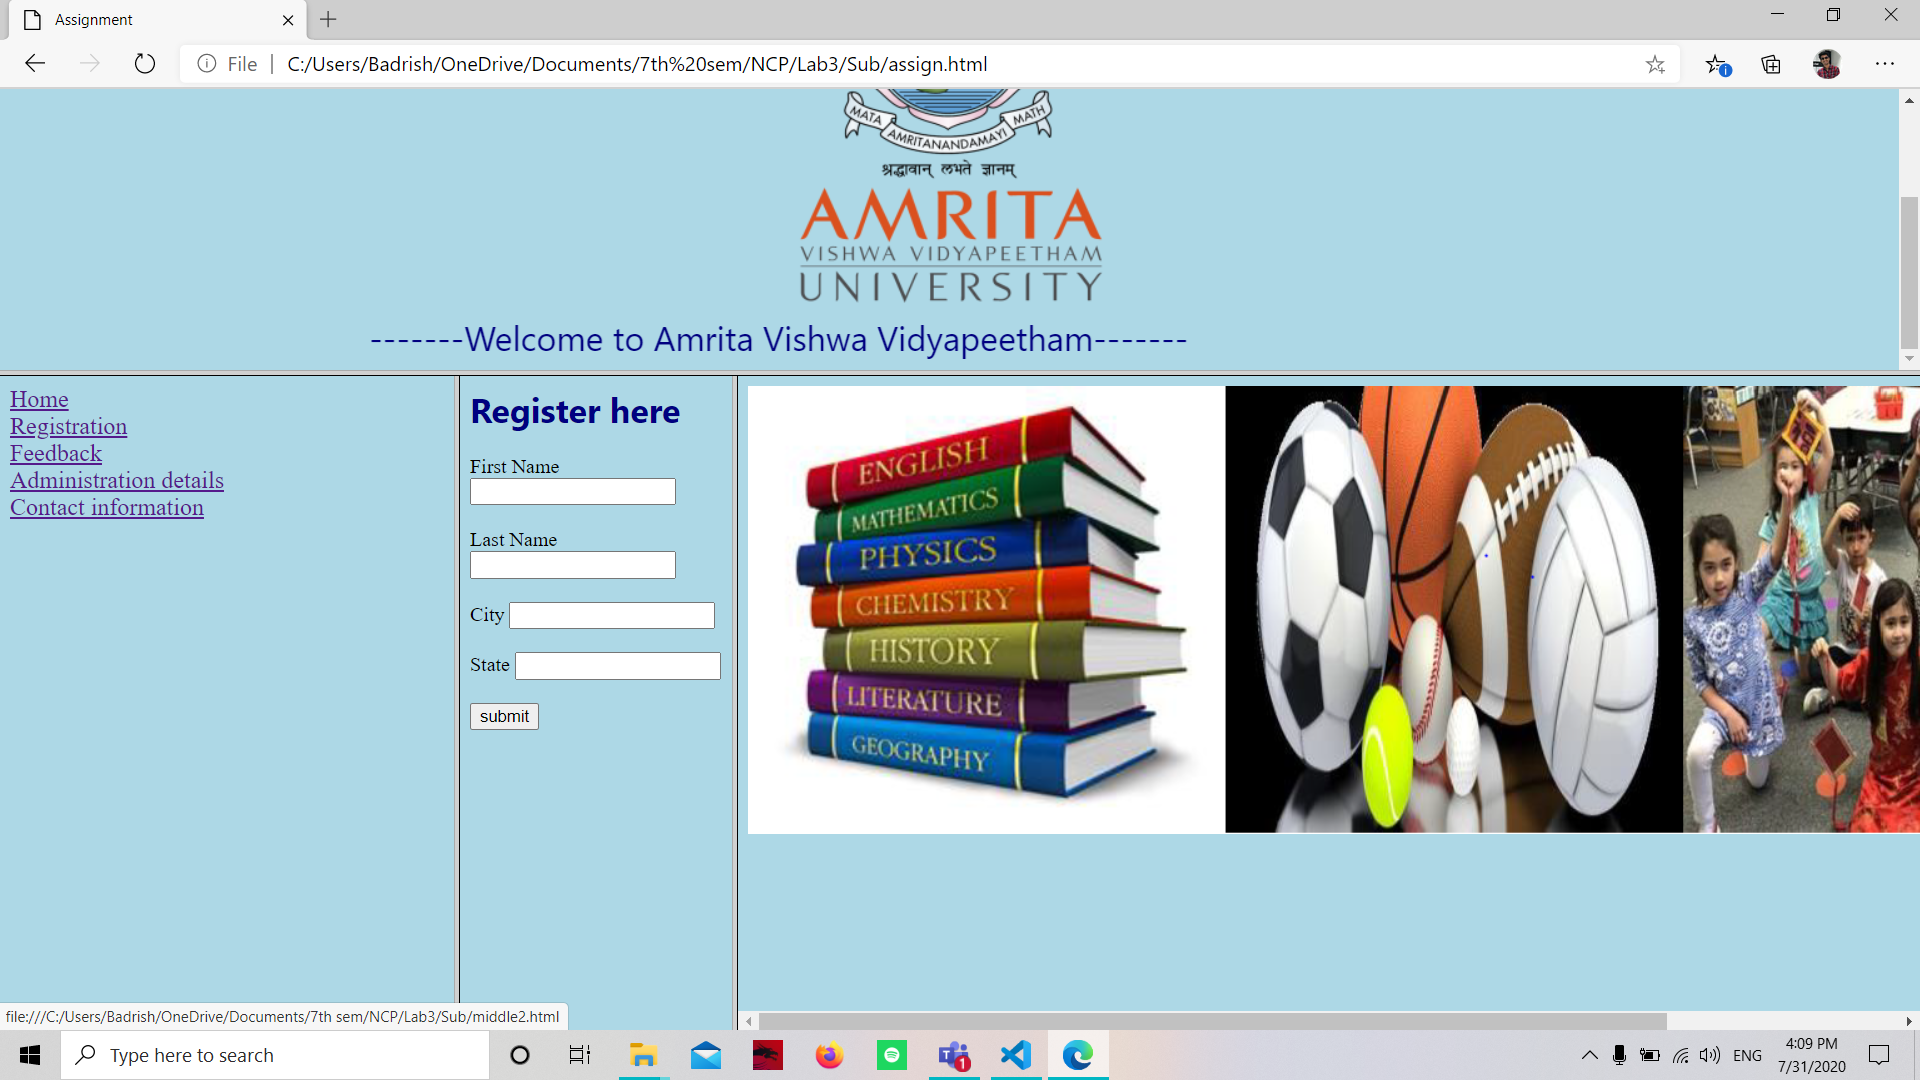 Assignment
File
C:/Users/Badrish/OneDrive/Documents/7th%20sem/NCP/Lab3/Sub/assign.html
MATA AMRITANANDAMAYI MATH
श्रद्धावान् लभते ज्ञानम्
AMRITA
VISHWA VIDYAPEETHAM
UNIVERSITY
-------Welcome to Amrita Vishwa Vidyapeetham-------
Home
Registration
Feedback
Administration details
Contact information
Register here
First Name
Last Name
City
State
submit
ENGLISH
MATHEMATICS
PHYSICS
CHEMISTRY
HISTORY
LITERATURE
GEOGRAPHY
file:///C:/Users/Badrish/OneDrive/Documents/7th sem/NCP/Lab3/Sub/middle2.html
Type here to search
T
1
ENG
4:09 PM
7/31/2020